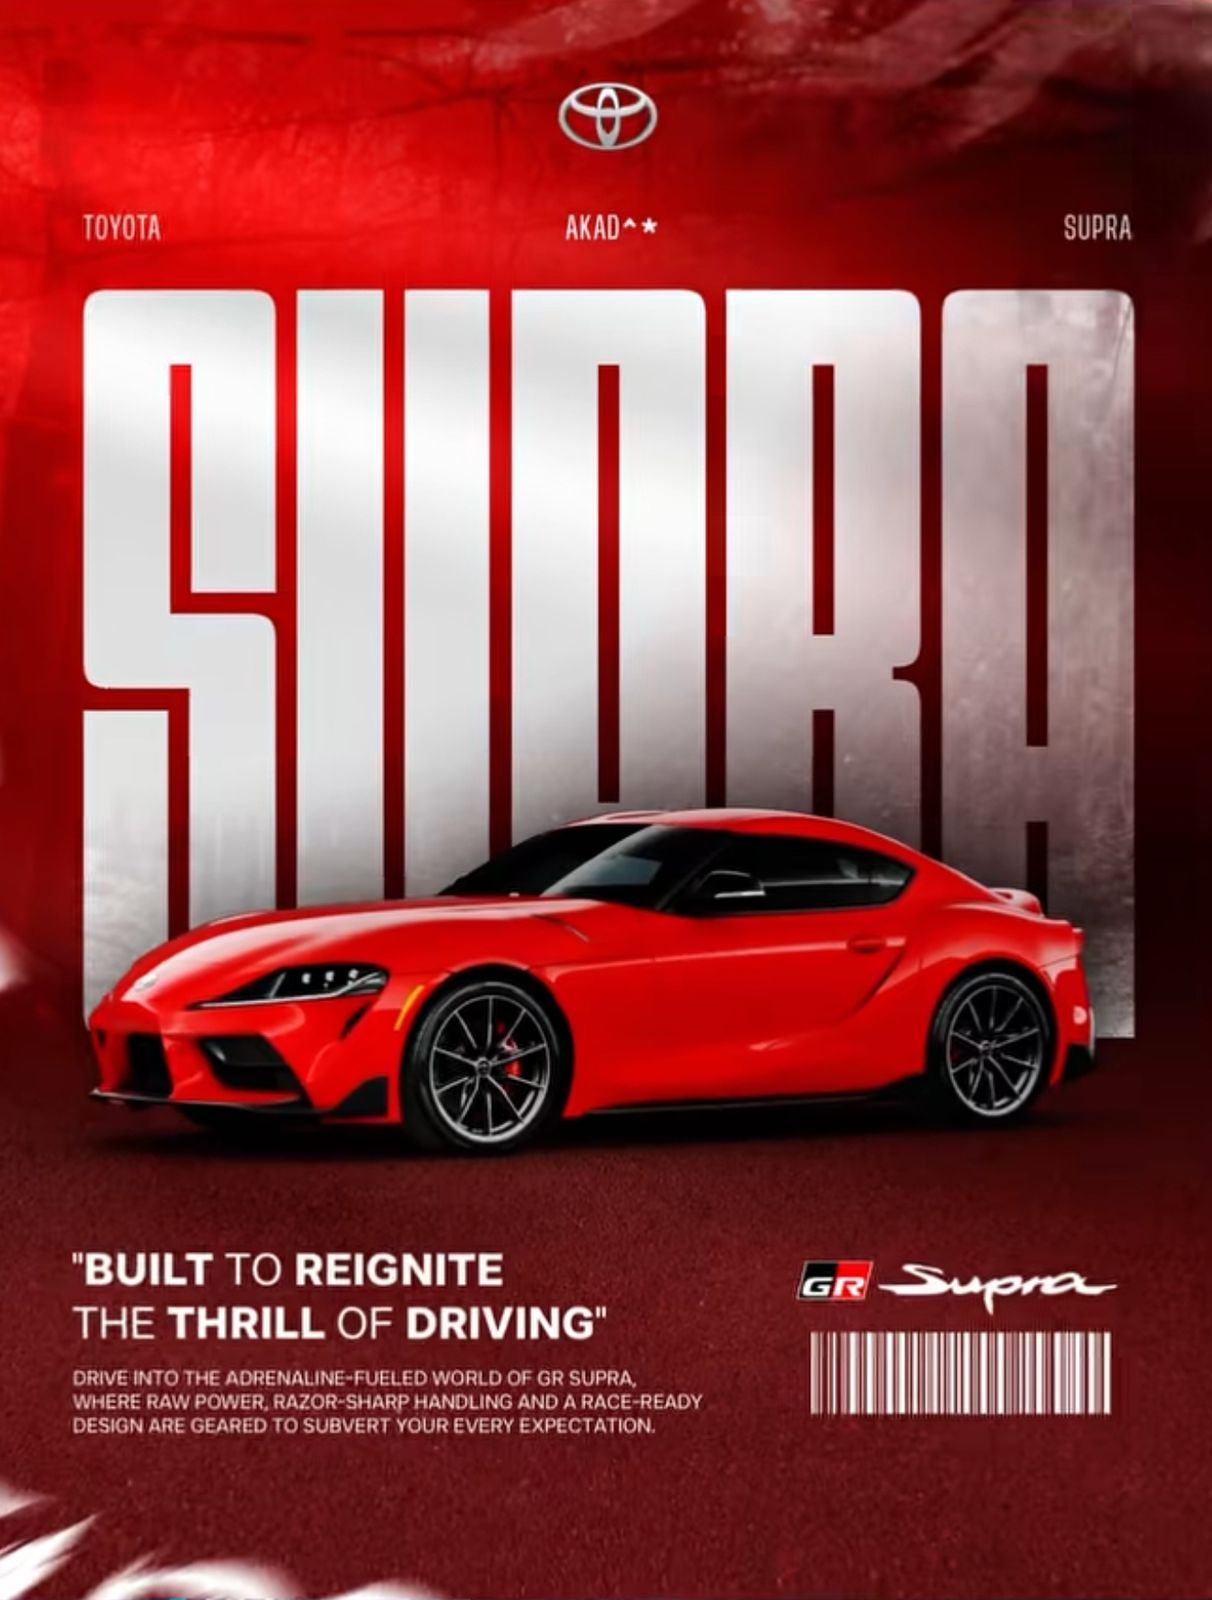 TOYOTA AKAD^* SUPRA
SUPRA
"BUILT TO REIGNITE
THE THRILL OF DRIVING"
DRIVE INTO THE ADRENALINE-FUELED WORLD OF GR SUPRA,
WHERE RAW POWER, RAZOR-SHARP HANDLING AND A RACE-READY
DESIGN ARE GEARED TO SUBVERT YOUR EVERY EXPECTATION.
GR Supra